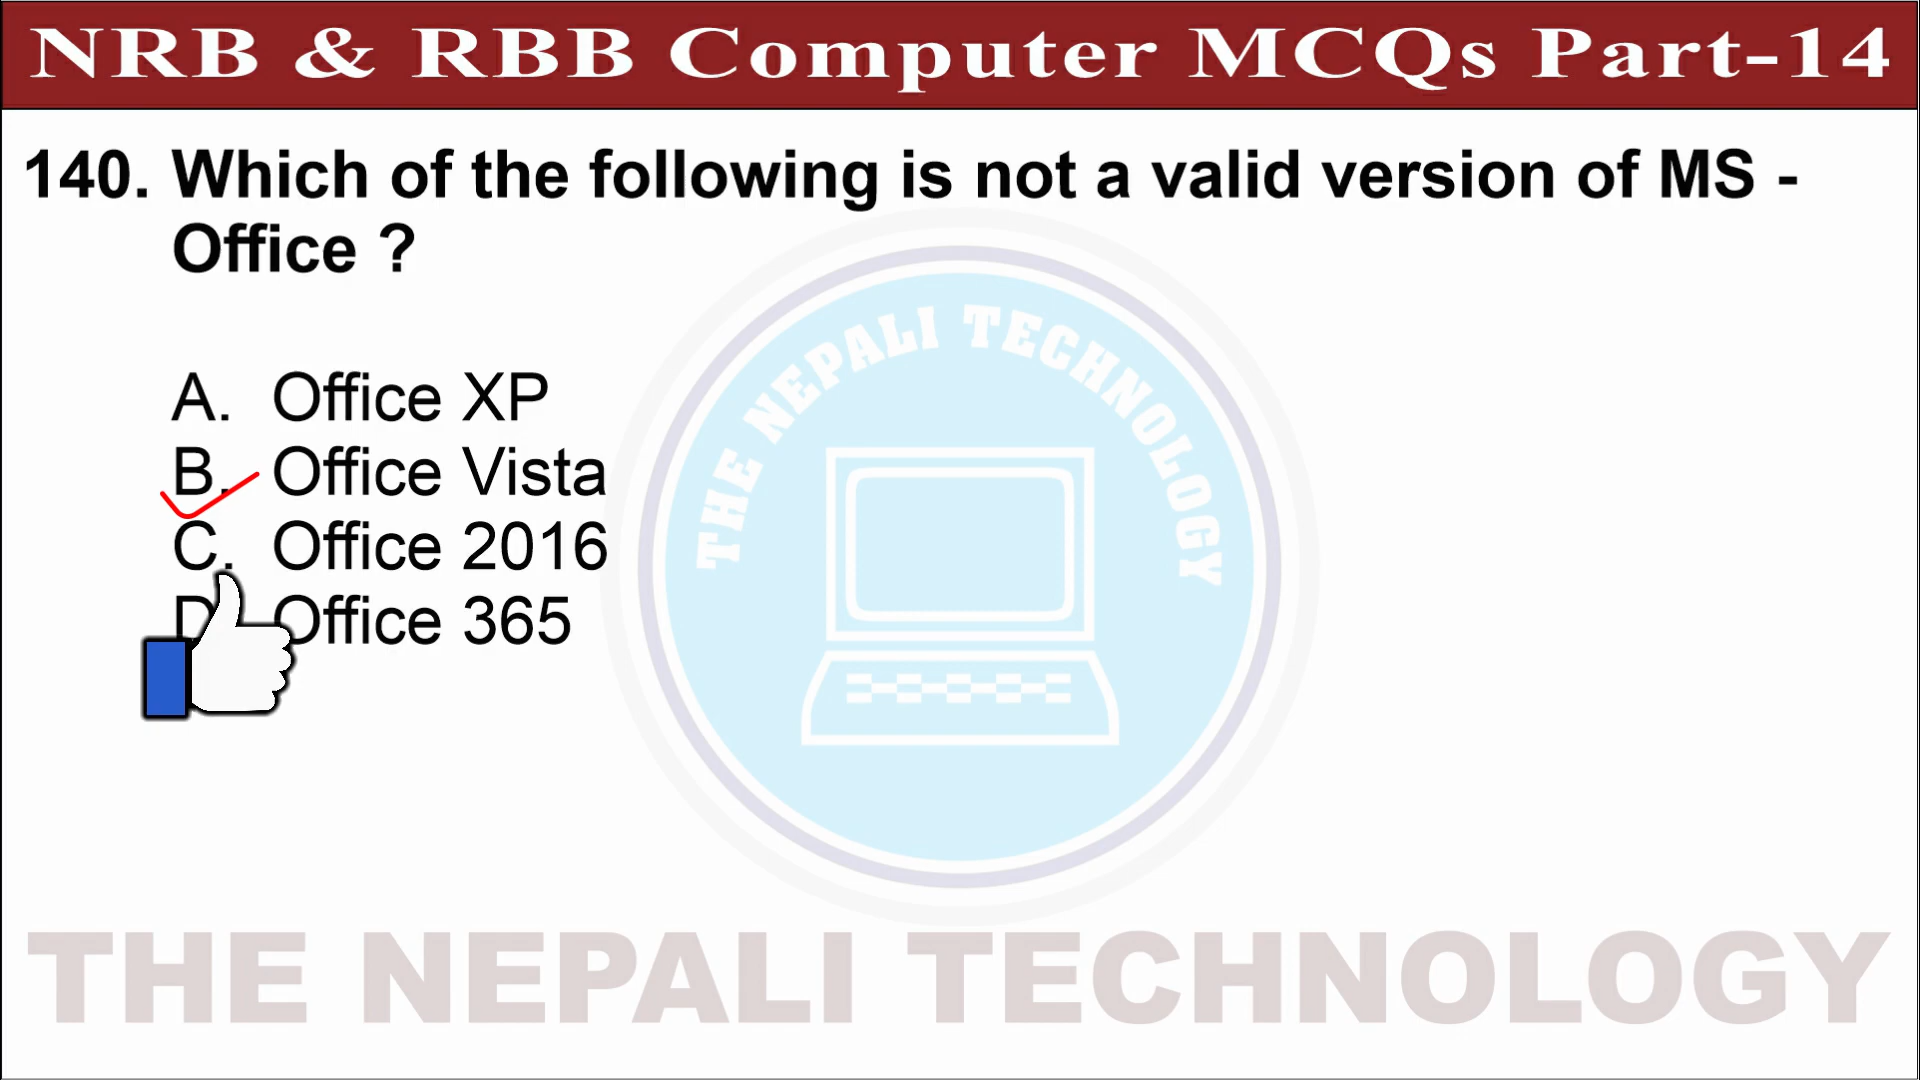 NRB & RBB Computer MCQs Part-14
140. Which of the following is not a valid version of MS -
Office ?
A. Office XP
B. Office Vista
C. Office 2016
D. Office 365
THE NEPALI TECHNOLOGY
THE NEPALI TECHNOLOGY